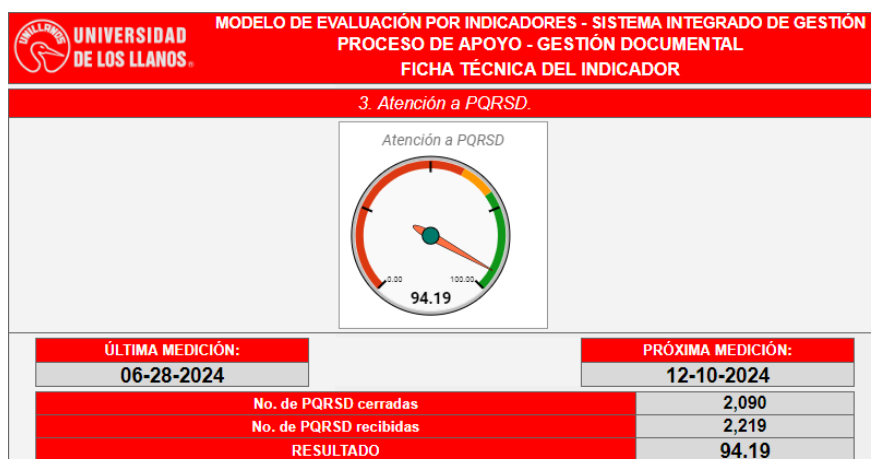 UNILLANOS
UNIVERSIDAD
DE LOS LLANOS
MODELO DE EVALUACIÓN POR INDICADORES - SISTEMA INTEGRADO DE GESTIÓN
PROCESO DE APOYO - GESTIÓN DOCUMENTAL
FICHA TÉCNICA DEL INDICADOR
3. Atención a PQRSD.
Atención a PQRSD
0.00 100.00
94.19
ÚLTIMA MEDICIÓN: PRÓXIMA MEDICIÓN:
06-28-2024 12-10-2024
No. de PQRSD cerradas 2,090
No. de PQRSD recibidas 2,219
RESULTADO 94.19